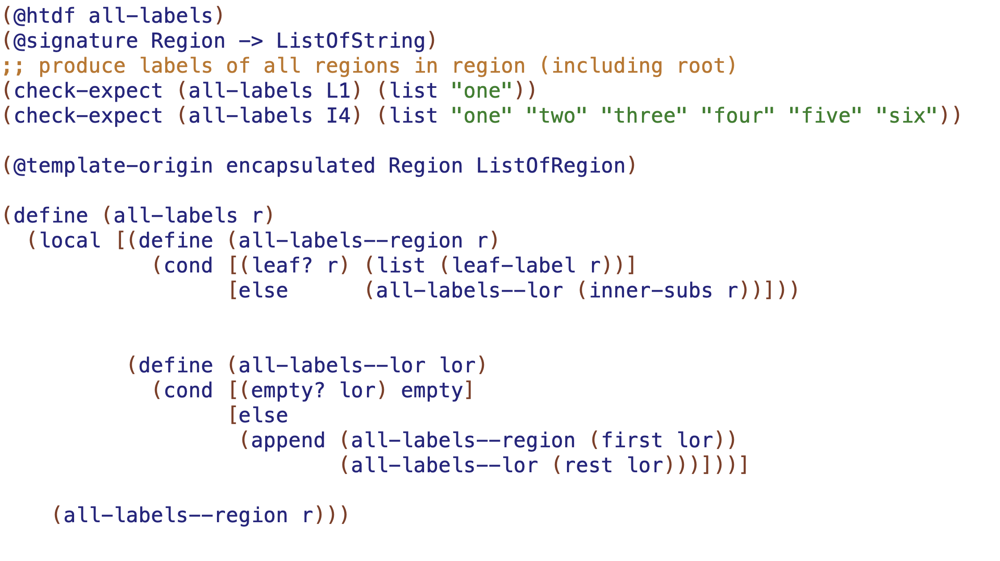 (@htdf all-labels)
(@signature Region -> ListOfString)
;; produce labels of all regions in region (including root)
(check-expect (all-labels L1) (list "one"))
(check-expect (all-labels I4) (list "one" "two" "three" "four" "five" "six"))

(@template-origin encapsulated Region ListOfRegion)

(define (all-labels r)
  (local [(define (all-labels--region r)
            (cond [(leaf? r) (list (leaf-label r))]
                  [else      (all-labels--lor (inner-subs r))]))

          (define (all-labels--lor lor)
            (cond [(empty? lor) empty]
                  [else
                   (append (all-labels--region (first lor))
                           (all-labels--lor (rest lor)))]))]

    (all-labels--region r)))